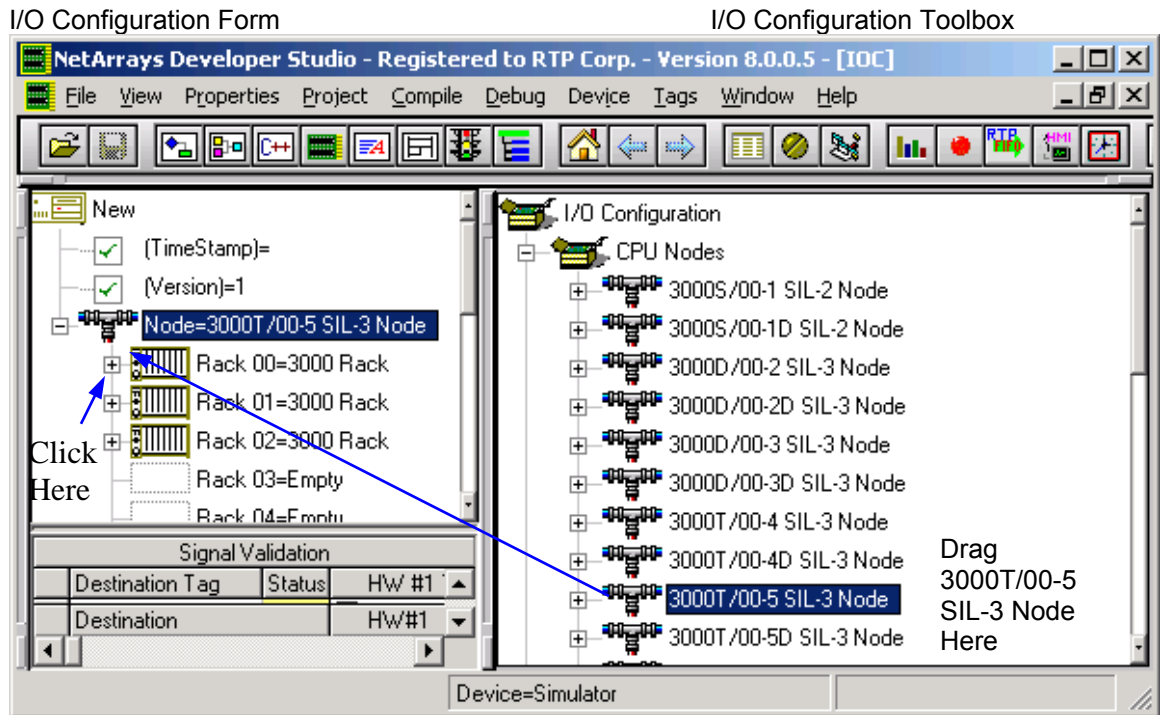 I/O Configuration Form
I/O Configuration Toolbox
NetArrays Developer Studio - Registered to RTP Corp. - Version 8.0.0.5 - [IOC]
File View Properties Project Compile Debug Device Tags Window Help
C++
RTP
FIFO
HMI
New
(TimeStamp)=
(Version)=1
Node=3000T/00-5 SIL-3 Node
Rack 00=3000 Rack
Rack 01=3000 Rack
Rack 02=3000 Rack
Rack 03=Empty
Rack 04=Empty
Click
Here
Signal Validation
Destination Tag Status HW #1
Destination HW#1
I/O Configuration
CPU Nodes
3000S/00-1 SIL-2 Node
3000S/00-1D SIL-2 Node
3000D/00-2 SIL-3 Node
3000D/00-2D SIL-3 Node
3000D/00-3 SIL-3 Node
3000D/00-3D SIL-3 Node
3000T/00-4 SIL-3 Node
3000T/00-4D SIL-3 Node
3000T/00-5 SIL-3 Node
3000T/00-5D SIL-3 Node
Drag
3000T/00-5
SIL-3 Node
Here
Device=Simulator